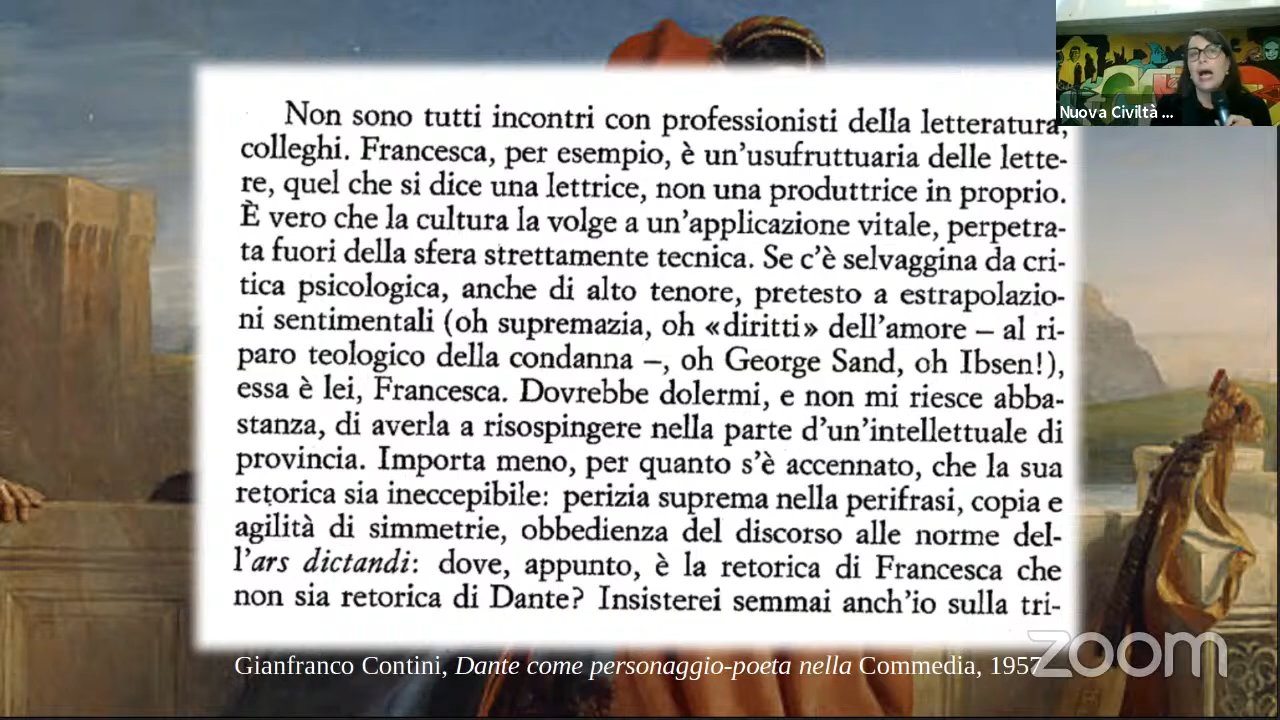 Non sono tutti incontri con professionisti della letteratura,
colleghi. Francesca, per esempio, è un'usufruttuaria delle lette-
re, quel che si dice una lettrice, non una produttrice in proprio.
È vero che la cultura la volge a un'applicazione vitale, perpetra-
ta fuori della sfera strettamente tecnica. Se c'è selvaggina da cri-
tica psicologica, anche di alto tenore, pretesto a estrapolazio-
ni sentimentali (oh supremazia, oh «diritti» dell'amore – al ri-
paro teologico della condanna –, oh George Sand, oh Ibsen!),
essa è lei, Francesca. Dovrebbe dolermi, e non mi riesce abba-
stanza, di averla a risospingere nella parte d'un'intellettuale di
provincia. Importa meno, per quanto s'è accennato, che la sua
retorica sia ineccepibile: perizia suprema nella perifrasi, copia e
agilità di simmetrie, obbedienza del discorso alle norme del-
l'ars dictandi: dove, appunto, è la retorica di Francesca che
non sia retorica di Dante? Insisterei semmai anch'io sulla tri-
Gianfranco Contini, Dante come personaggio-poeta nella Commedia, 1957
Nuova Civiltà ...
zoom